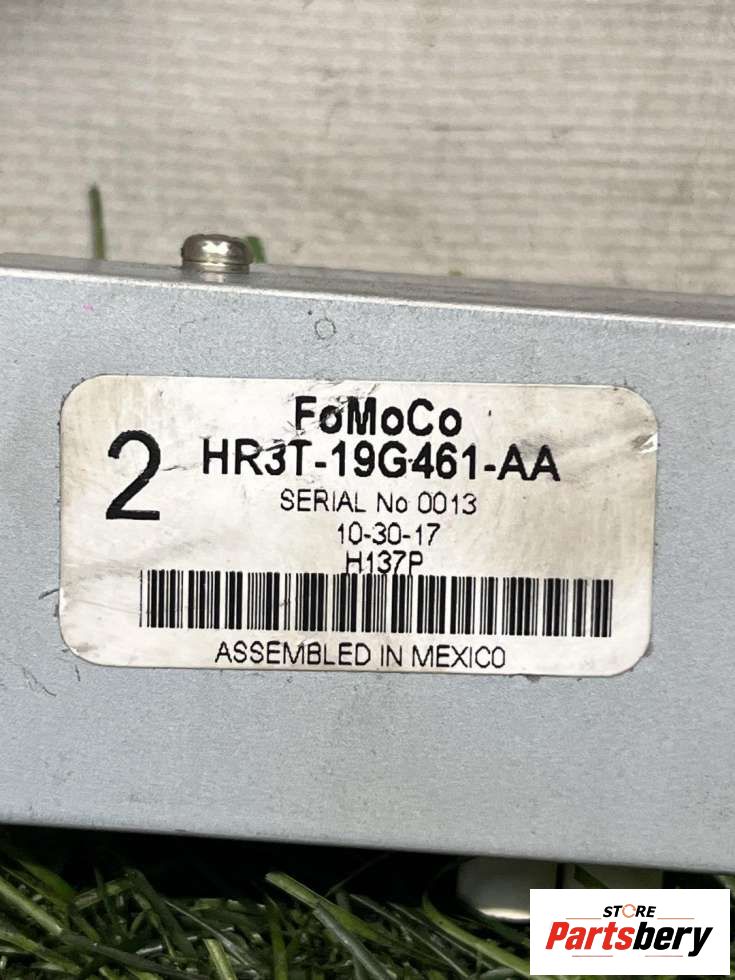 FoMoCo
2 HR3T-19G461-AA
SERIAL No 0013
10-30-17
H137P
ASSEMBLED IN MEXICO
STORE
Partsbery